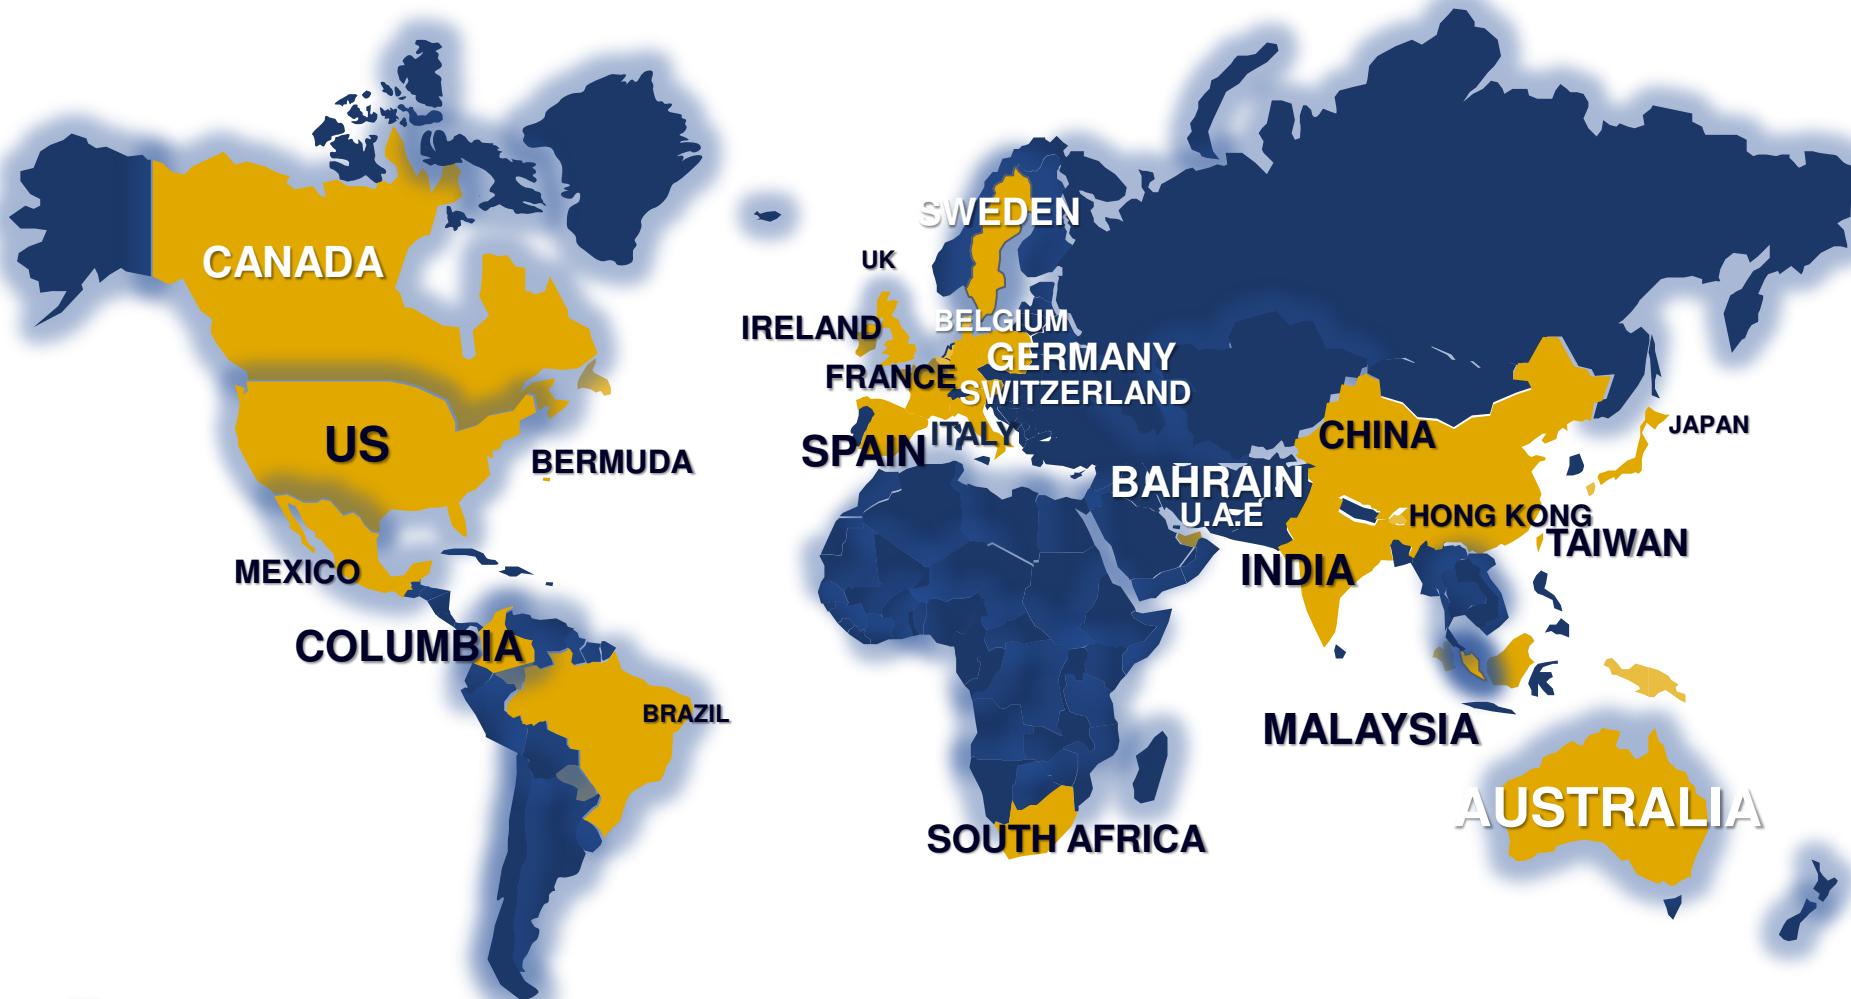 SWEDEN
CANADA
UK
BELGIUM
IRELAND
GERMANY
FRANCE
SWITZERLAND
JAPAN
CHINA
ITALY
US
SPAIN
BERMUDA
BAHRAIN
U.A.E
HONG KONG
TAIWAN
MEXICO
INDIA
COLUMBIA
BRAZIL
MALAYSIA
AUSTRALIA
SOUTH AFRICA